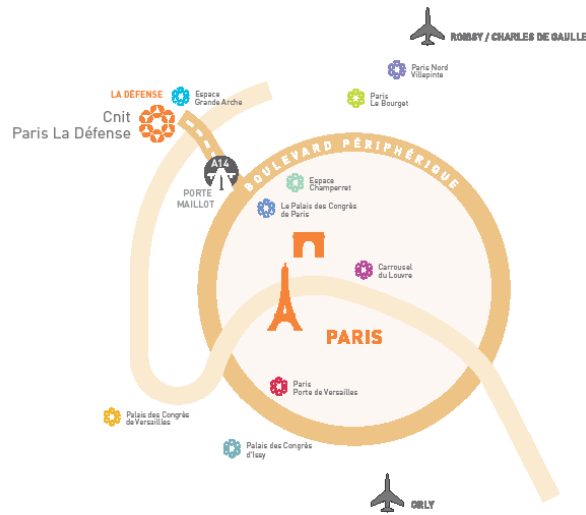 ROISSY / CHARLES DE GAULLE
Paris Nord
Villepinte
Paris
Le Bourget
LA DÉFENSE
Espace
Grande Arche
Cnit
Paris La Défense
BOULEVARD PÉRIPHÉRIQUE
A14
PORTE
MAILLOT
Espace
Champerret
Le Palais des Congrès
de Paris
Carrousel
du Louvre
PARIS
Paris
Porte de Versailles
Palais des Congrès
de Versailles
Palais des Congrès
d'Issy
ORLY